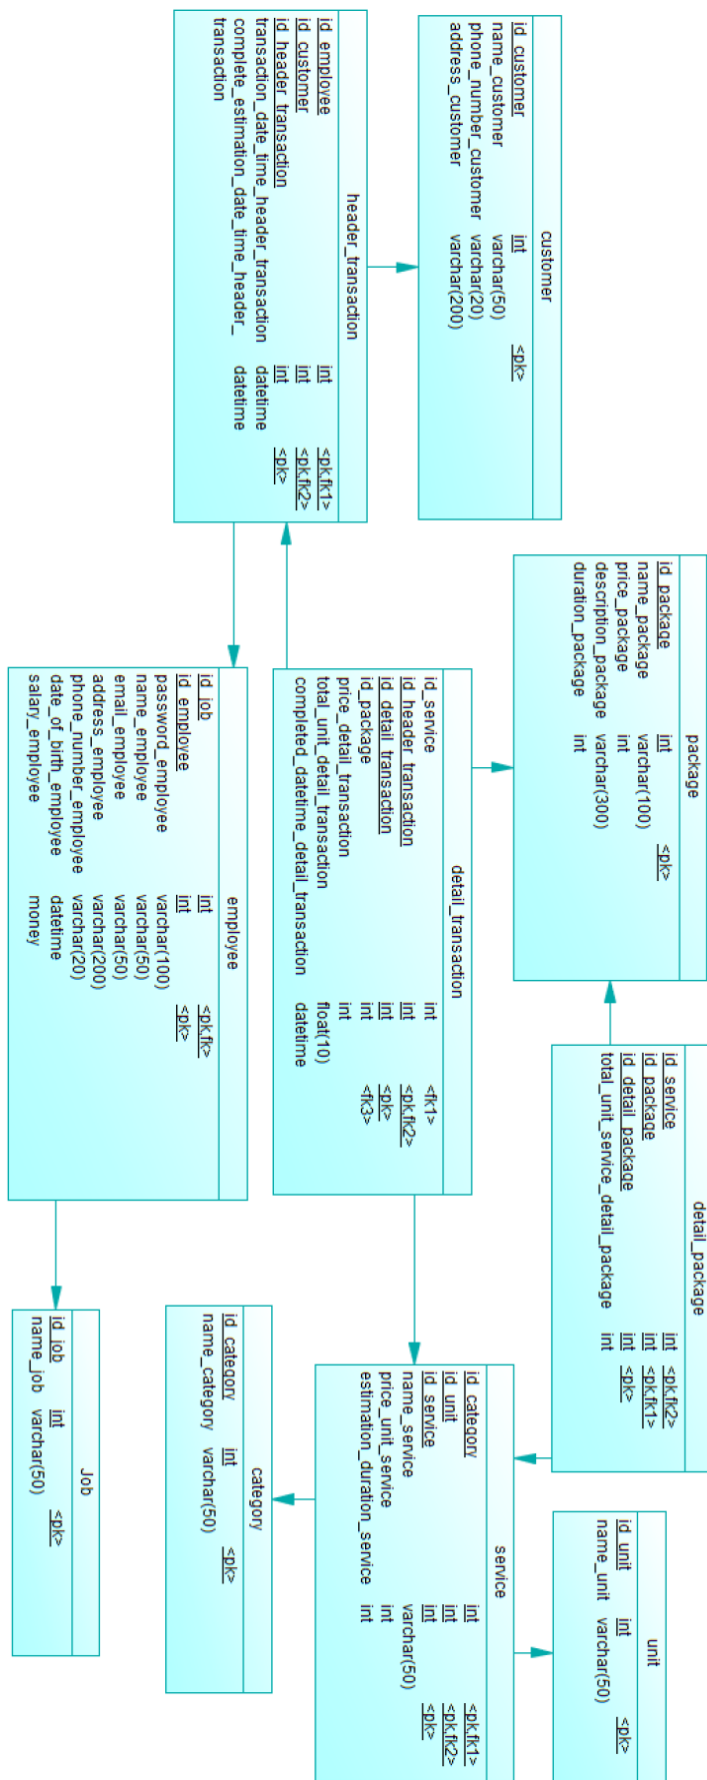 customer
id_customer int <pk>
name_customer varchar(50)
phone_number_customer varchar(20)
address_customer varchar(200)
package
id_package int <pk>
name_package varchar(100)
price_package int
description_package varchar(300)
duration_package int
detail_package
id_service int <pk,fk2>
id_package int <pk,fk1>
id_detail_package int <pk>
total_unit_service_detail_package int
unit
id_unit int <pk>
name_unit varchar(50)
header_transaction
id_employee int <pk,fk1>
id_customer int <pk,fk2>
id_header_transaction int <pk>
transaction_date_time_header_transaction datetime
complete_estimation_date_time_header_ datetime
transaction
detail_transaction
id_service int <fk1>
id_header_transaction int <pk,fk2>
id_detail_transaction int <pk>
id_package int <fk3>
price_detail_transaction int
total_unit_detail_transaction float(10)
completed_datetime_detail_transaction datetime
service
id_category int <pk,fk1>
id_unit int <pk,fk2>
id_service int <pk>
name_service varchar(50)
price_unit_service int
estimation_duration_service int
employee
id_job int <pk,fk>
id_employee int <pk>
password_employee varchar(100)
name_employee varchar(50)
email_employee varchar(50)
address_employee varchar(200)
phone_number_employee varchar(20)
date_of_birth_employee datetime
salary_employee money
category
id_category int <pk>
name_category varchar(50)
Job
id_job int <pk>
name_job varchar(50)